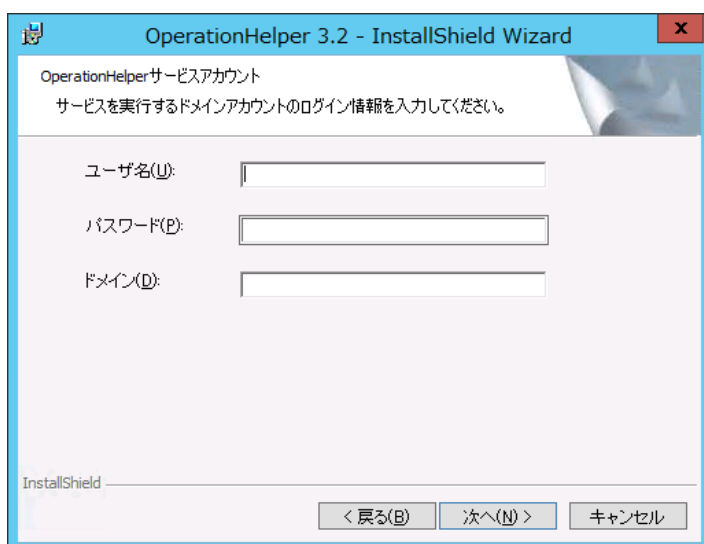 OperationHelper 3.2 - InstallShield Wizard
x
OperationHelperサービスアカウント
サービスを実行するドメインアカウントのログイン情報を入力してください。
ユーザ名(U):
パスワード(P):
ドメイン(D):
InstallShield
< 戻る(B) 次へ(N) > キャンセル